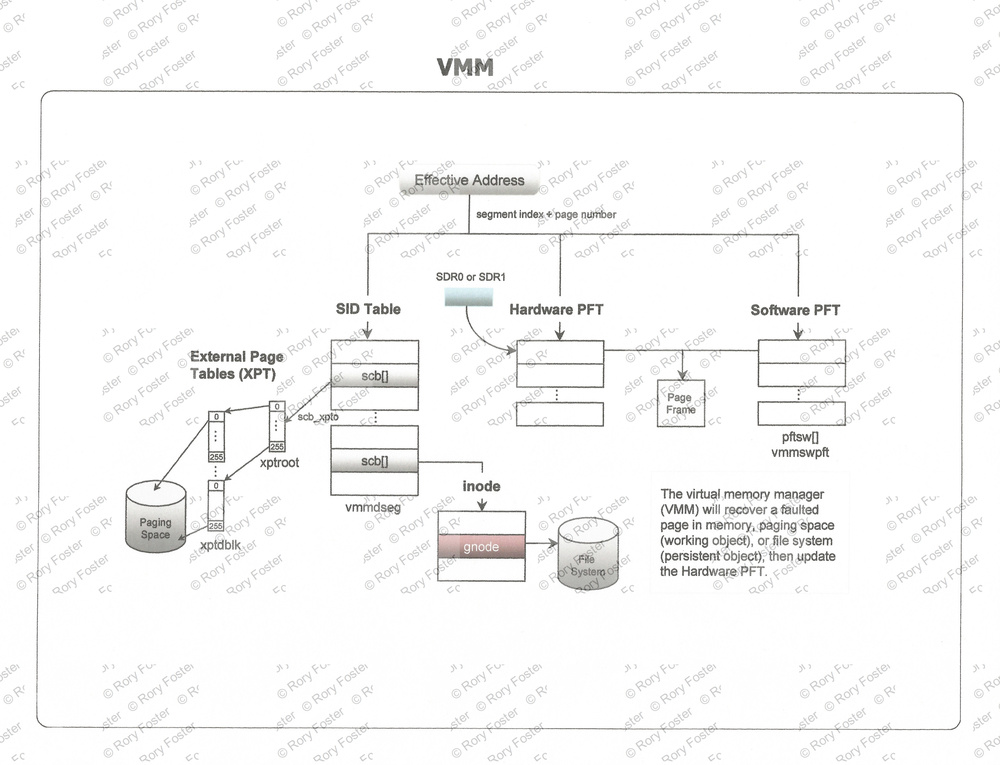 VMM
Effective Address
segment index + page number
SDR0 or SDR1
SID Table
Hardware PFT
Software PFT
External Page
Tables (XPT)
scb[]
scb_xpto
Page
Frame
0
255
xptroot
0
255
0
255
xptdblk
Paging
Space
pftsw[]
vmmswpft
scb[]
vmmdseg
inode
gnode
File
System
The virtual memory manager
(VMM) will recover a faulted
page in memory, paging space
(working object), or file system
(persistent object), then update
the Hardware PFT.
© Rory Foster